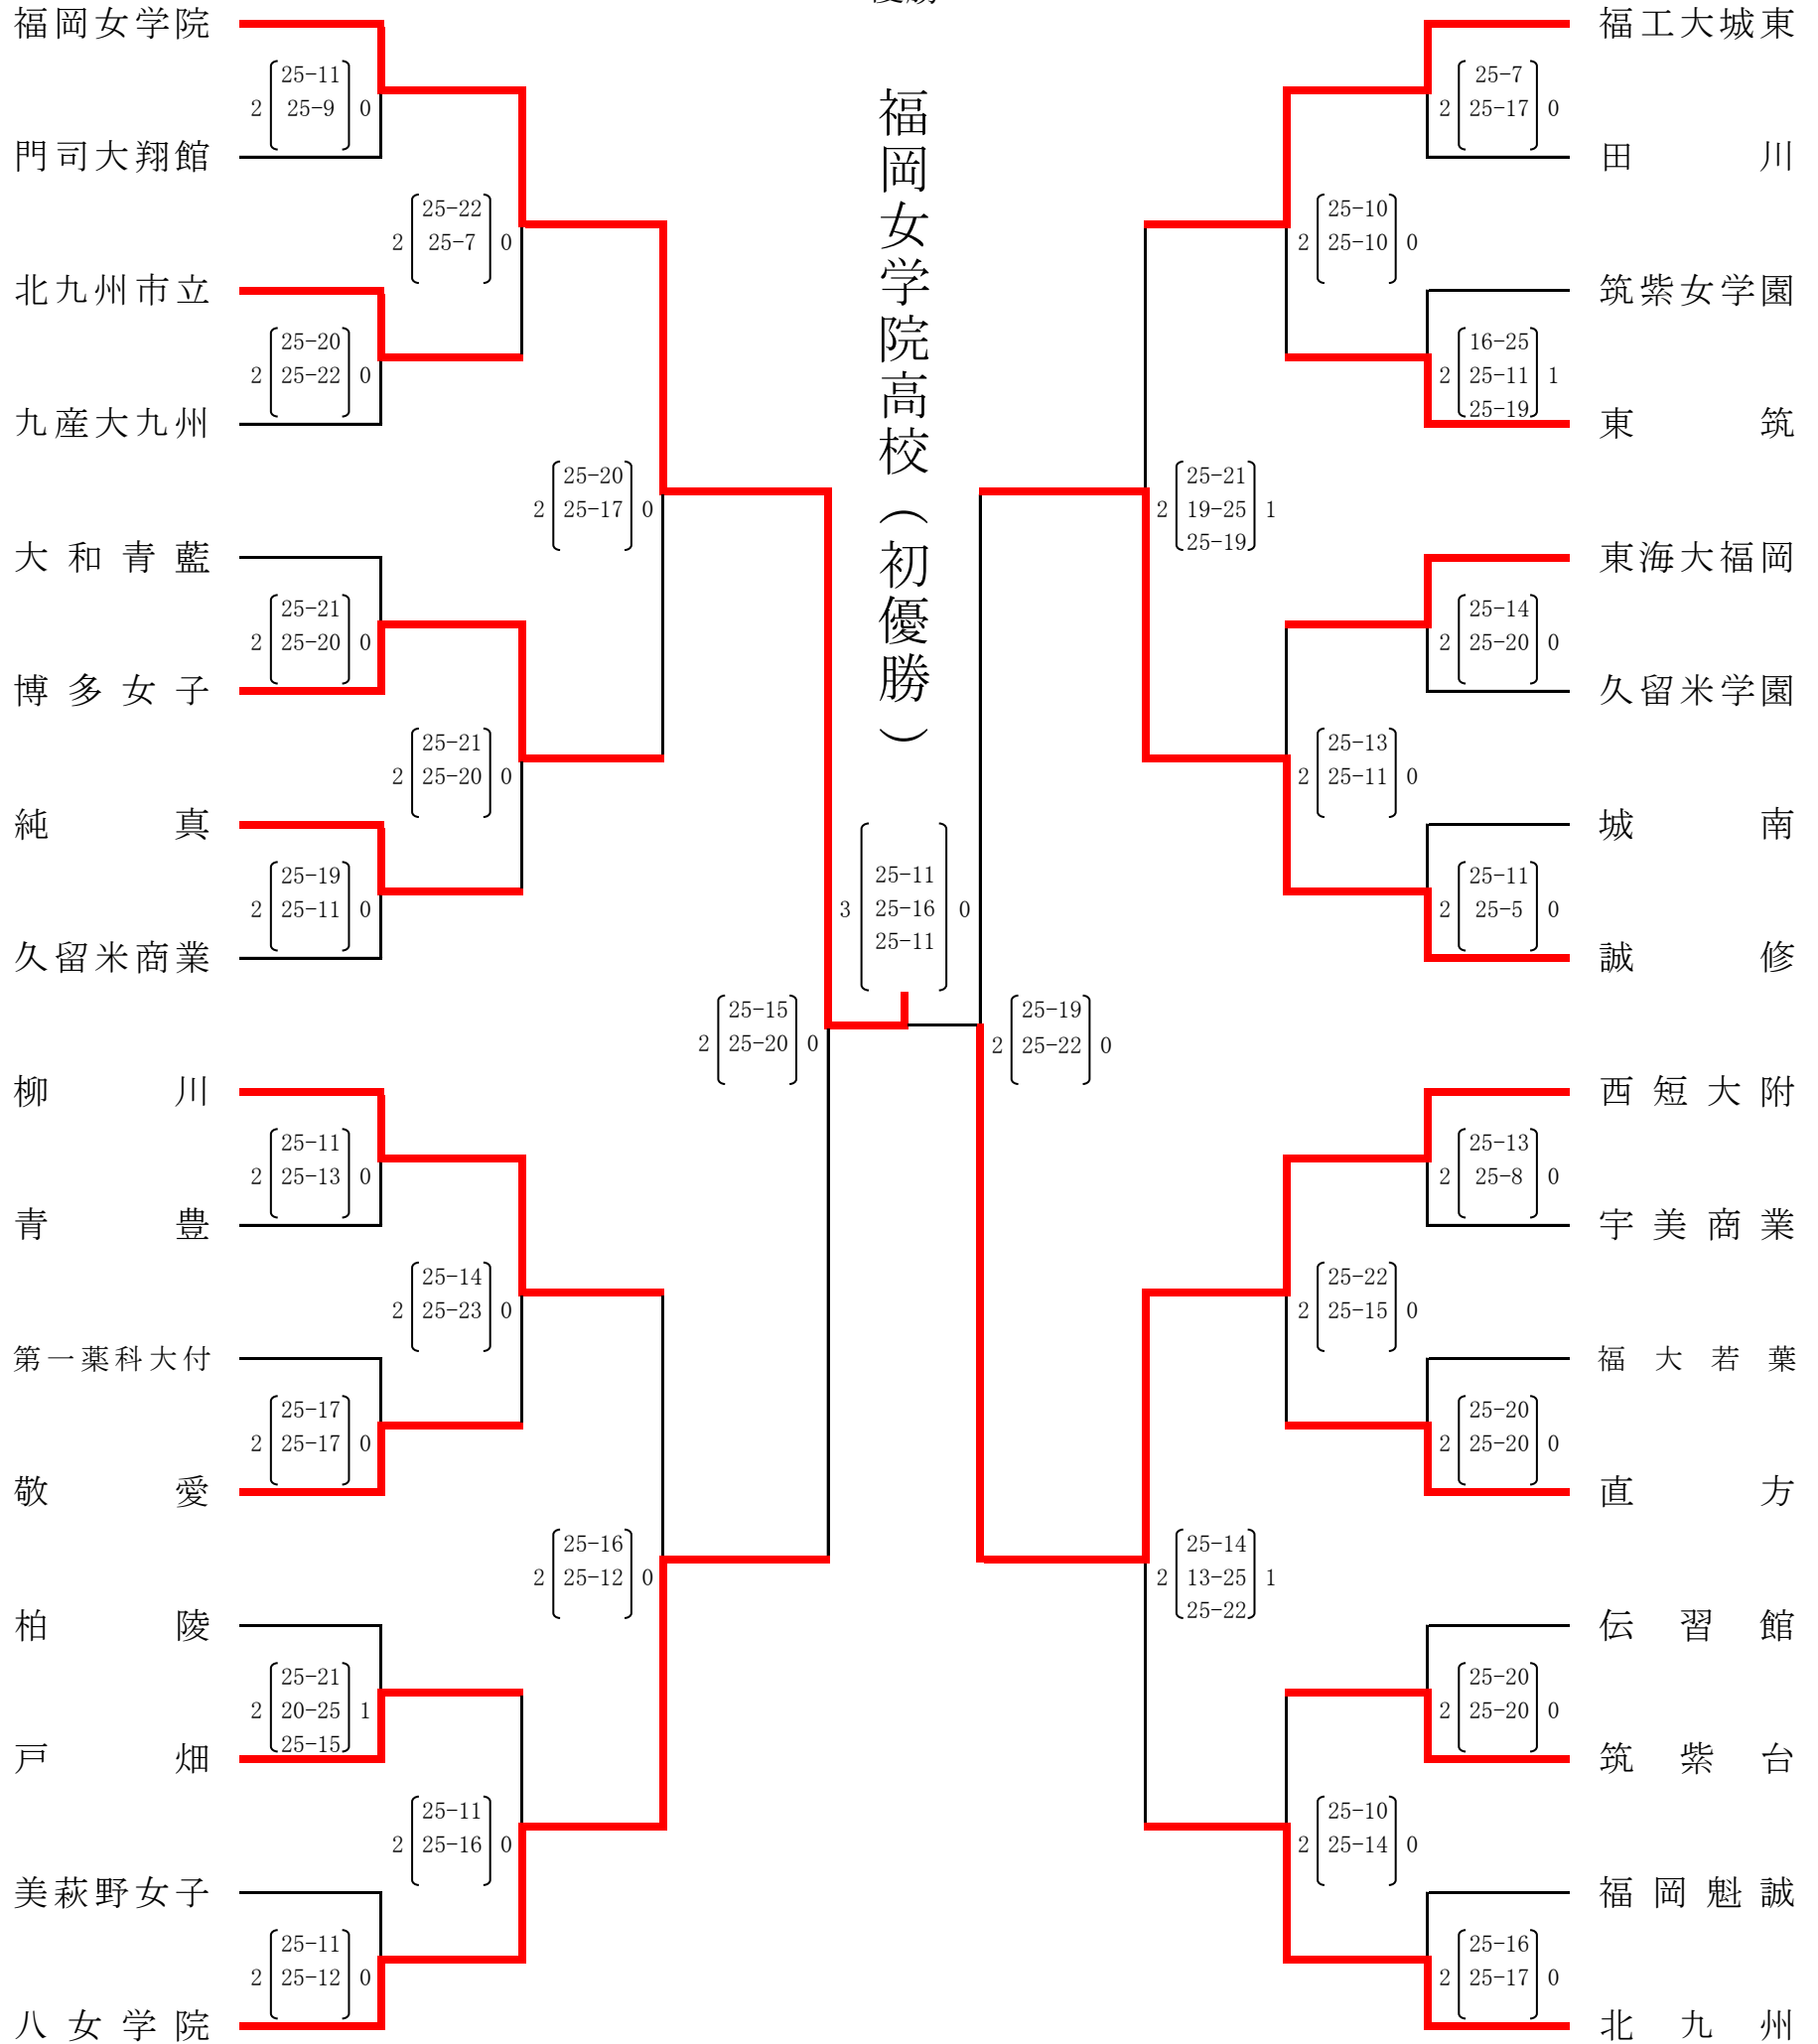 優勝
福岡女学院高校（初優勝）
福岡女学院
25-11
2 25-9 0
門司大翔館
25-22
2 25-7 0
北九州市立
25-20
2 25-22 0
九産大九州
25-20
2 25-17 0
大和青藍
25-21
2 25-20 0
博多女子
25-21
2 25-20 0
純真
25-19
2 25-11 0
久留米商業
25-15
2 25-20 0
柳川
25-11
2 25-13 0
青豊
25-14
2 25-23 0
第一薬科大付
25-17
2 25-17 0
敬愛
25-16
2 25-12 0
柏陵
25-21
2 20-25 1
25-15
戸畑
25-11
2 25-16 0
美萩野女子
25-11
2 25-12 0
八女学院
25-11
3 25-16 0
25-11
福工大城東
25-7
2 25-17 0
田川
25-10
2 25-10 0
筑紫女学園
16-25
2 25-11 1
25-19
東筑
25-21
2 19-25 1
25-19
東海大福岡
25-14
2 25-20 0
久留米学園
25-13
2 25-11 0
城南
25-11
2 25-5 0
誠修
25-19
2 25-22 0
西短大附
25-13
2 25-8 0
宇美商業
25-22
2 25-15 0
福大若葉
25-20
2 25-20 0
直方
25-14
2 13-25 1
25-22
伝習館
25-20
2 25-20 0
筑紫台
25-10
2 25-14 0
福岡魁誠
25-16
2 25-17 0
北九州